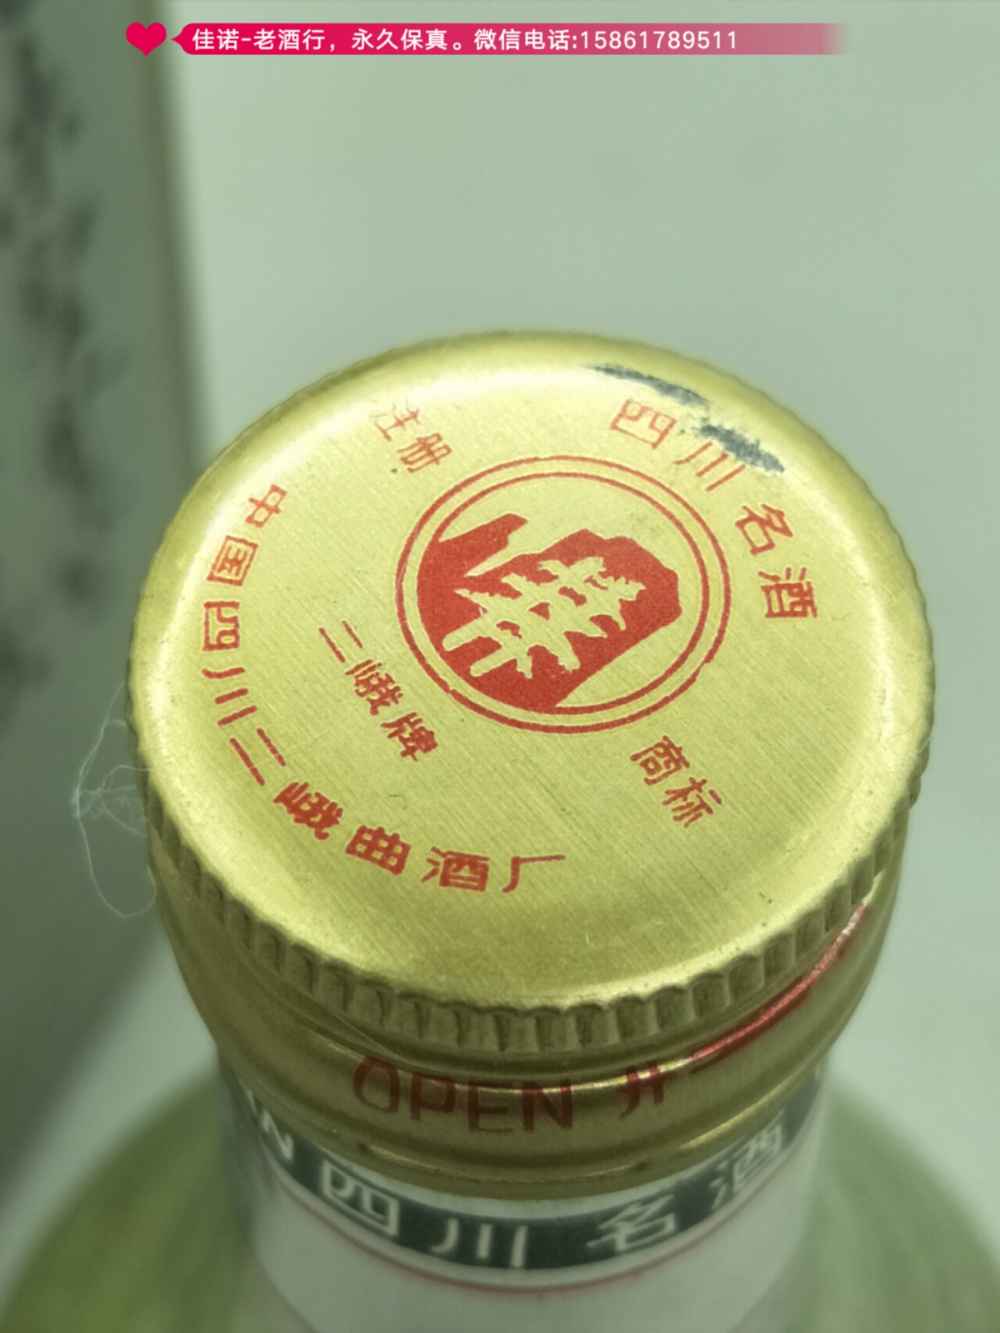 佳诺-老酒行，永久保真。微信电话:15861789511
注册
四川名酒
中国四川二峨曲酒厂
二峨牌
商标
OPEN 开
四川名酒